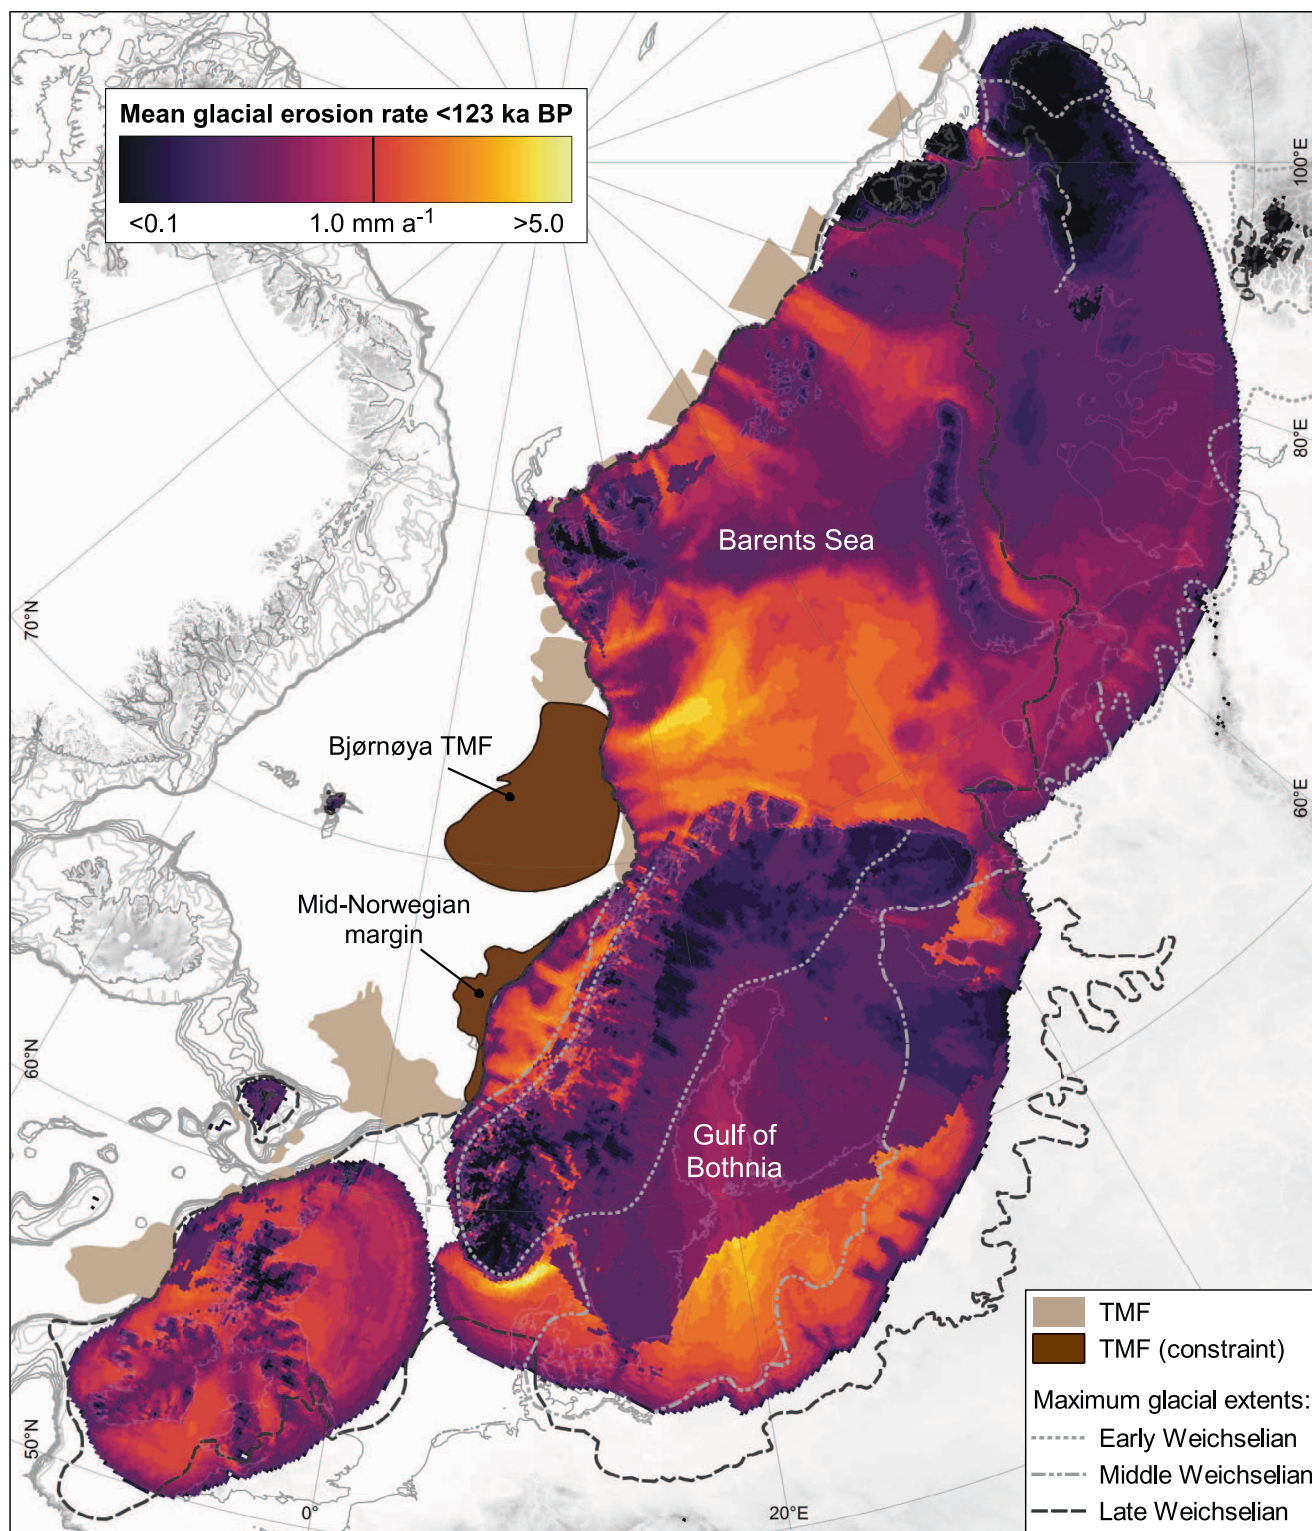 Mean glacial erosion rate <123 ka BP
<0.1 1.0 mm a⁻¹ >5.0
100°E
80°E
Barents Sea
70°N
Bjørnøya TMF
60°E
Mid-Norwegian
margin
60°N
Gulf of
Bothnia
TMF
TMF (constraint)
Maximum glacial extents:
Early Weichselian
Middle Weichselian
Late Weichselian
50°N
0°
20°E